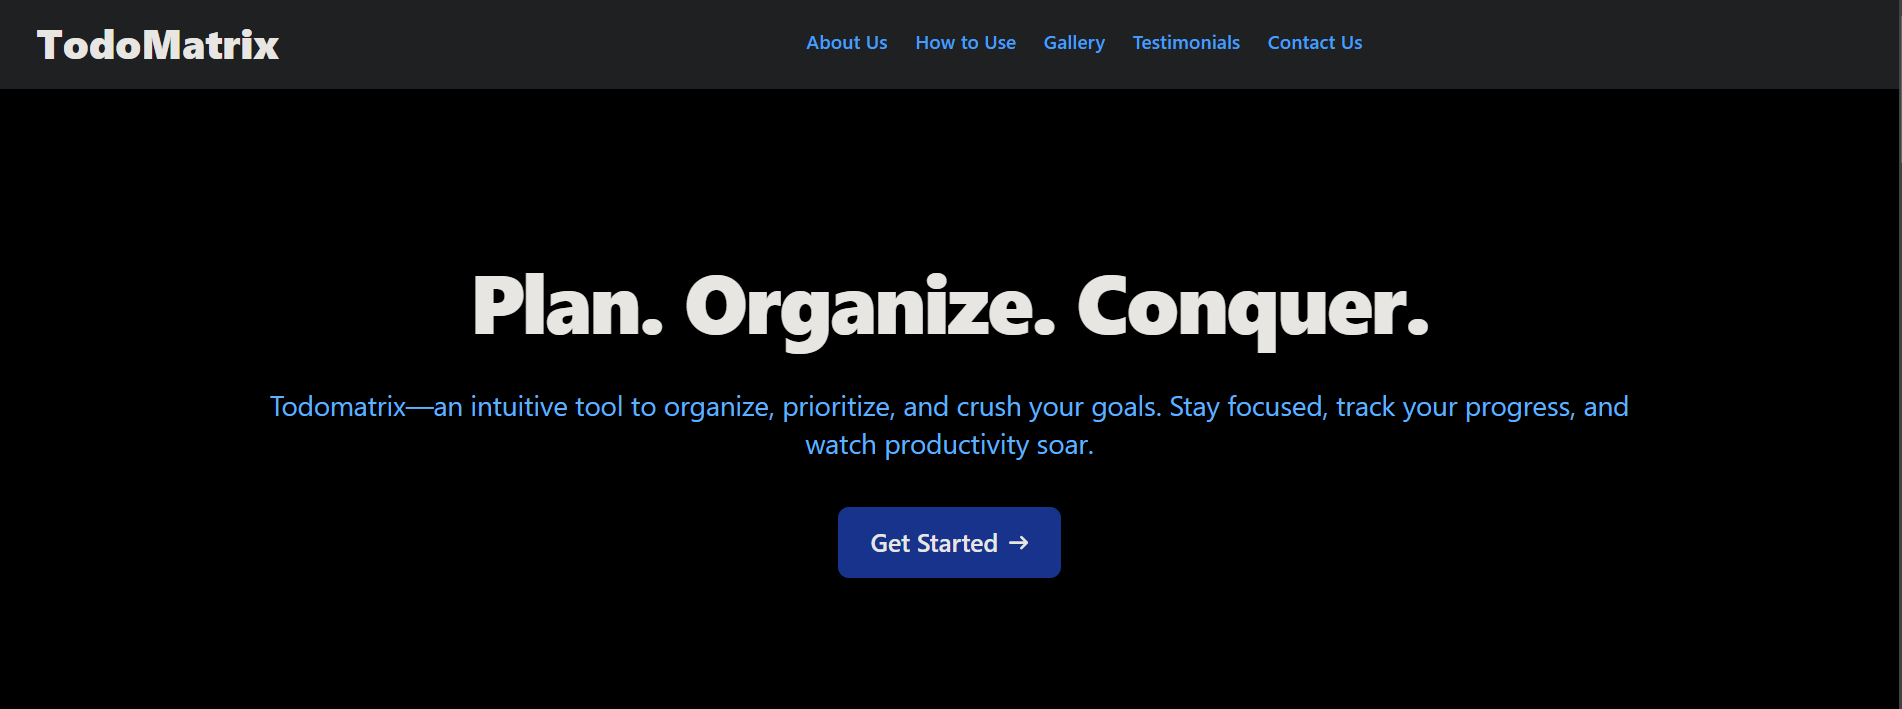 TodoMatrix
About Us How to Use Gallery Testimonials Contact Us
Plan. Organize. Conquer.
Todomatrix—an intuitive tool to organize, prioritize, and crush your goals. Stay focused, track your progress, and
watch productivity soar.
Get Started →